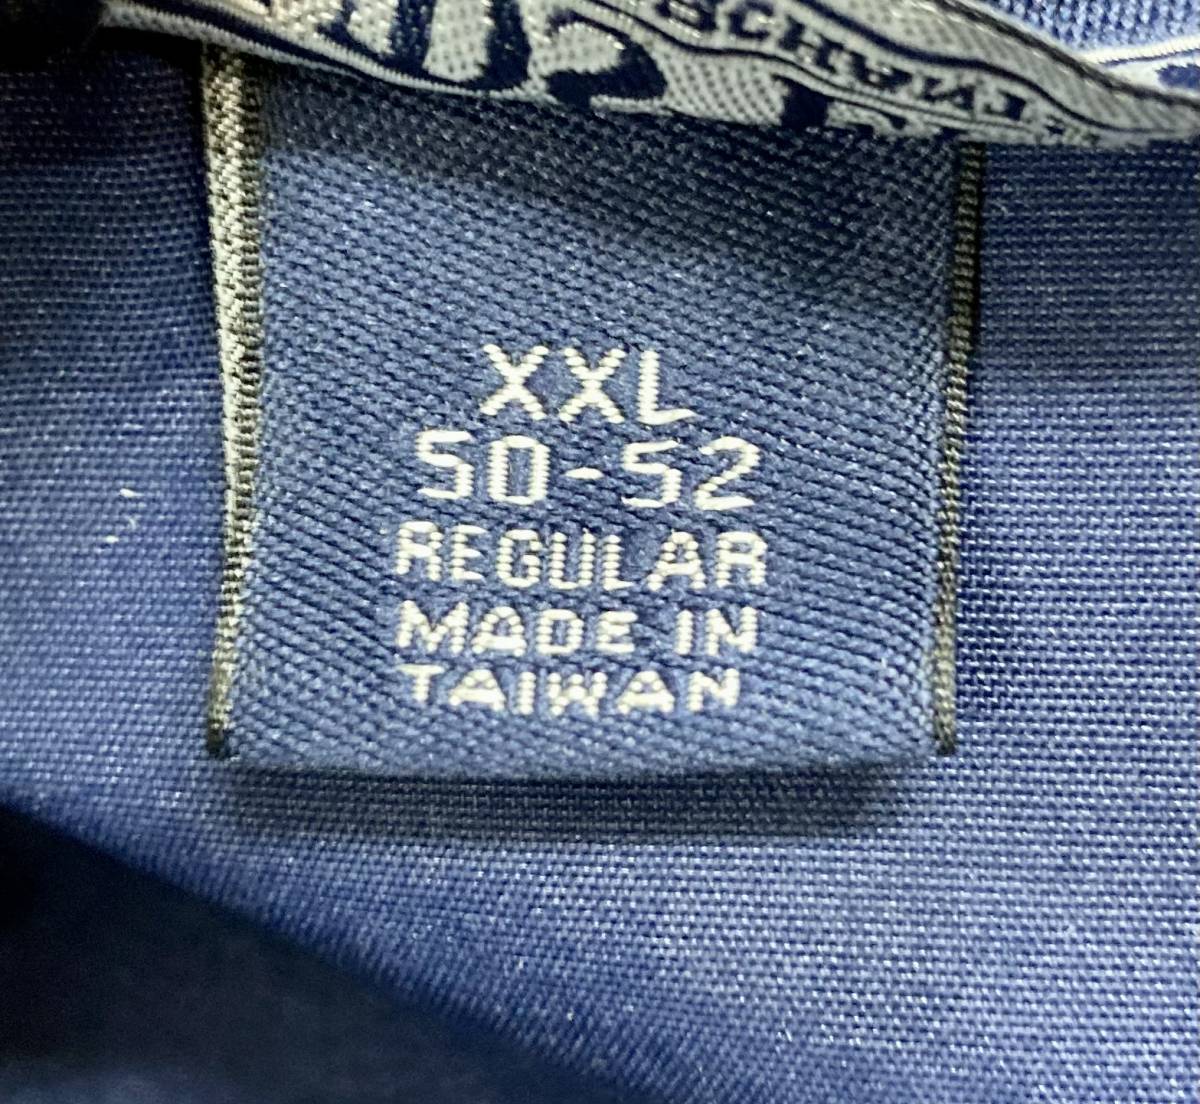 XXL
50-52
REGULAR
MADE IN
TAIWAN